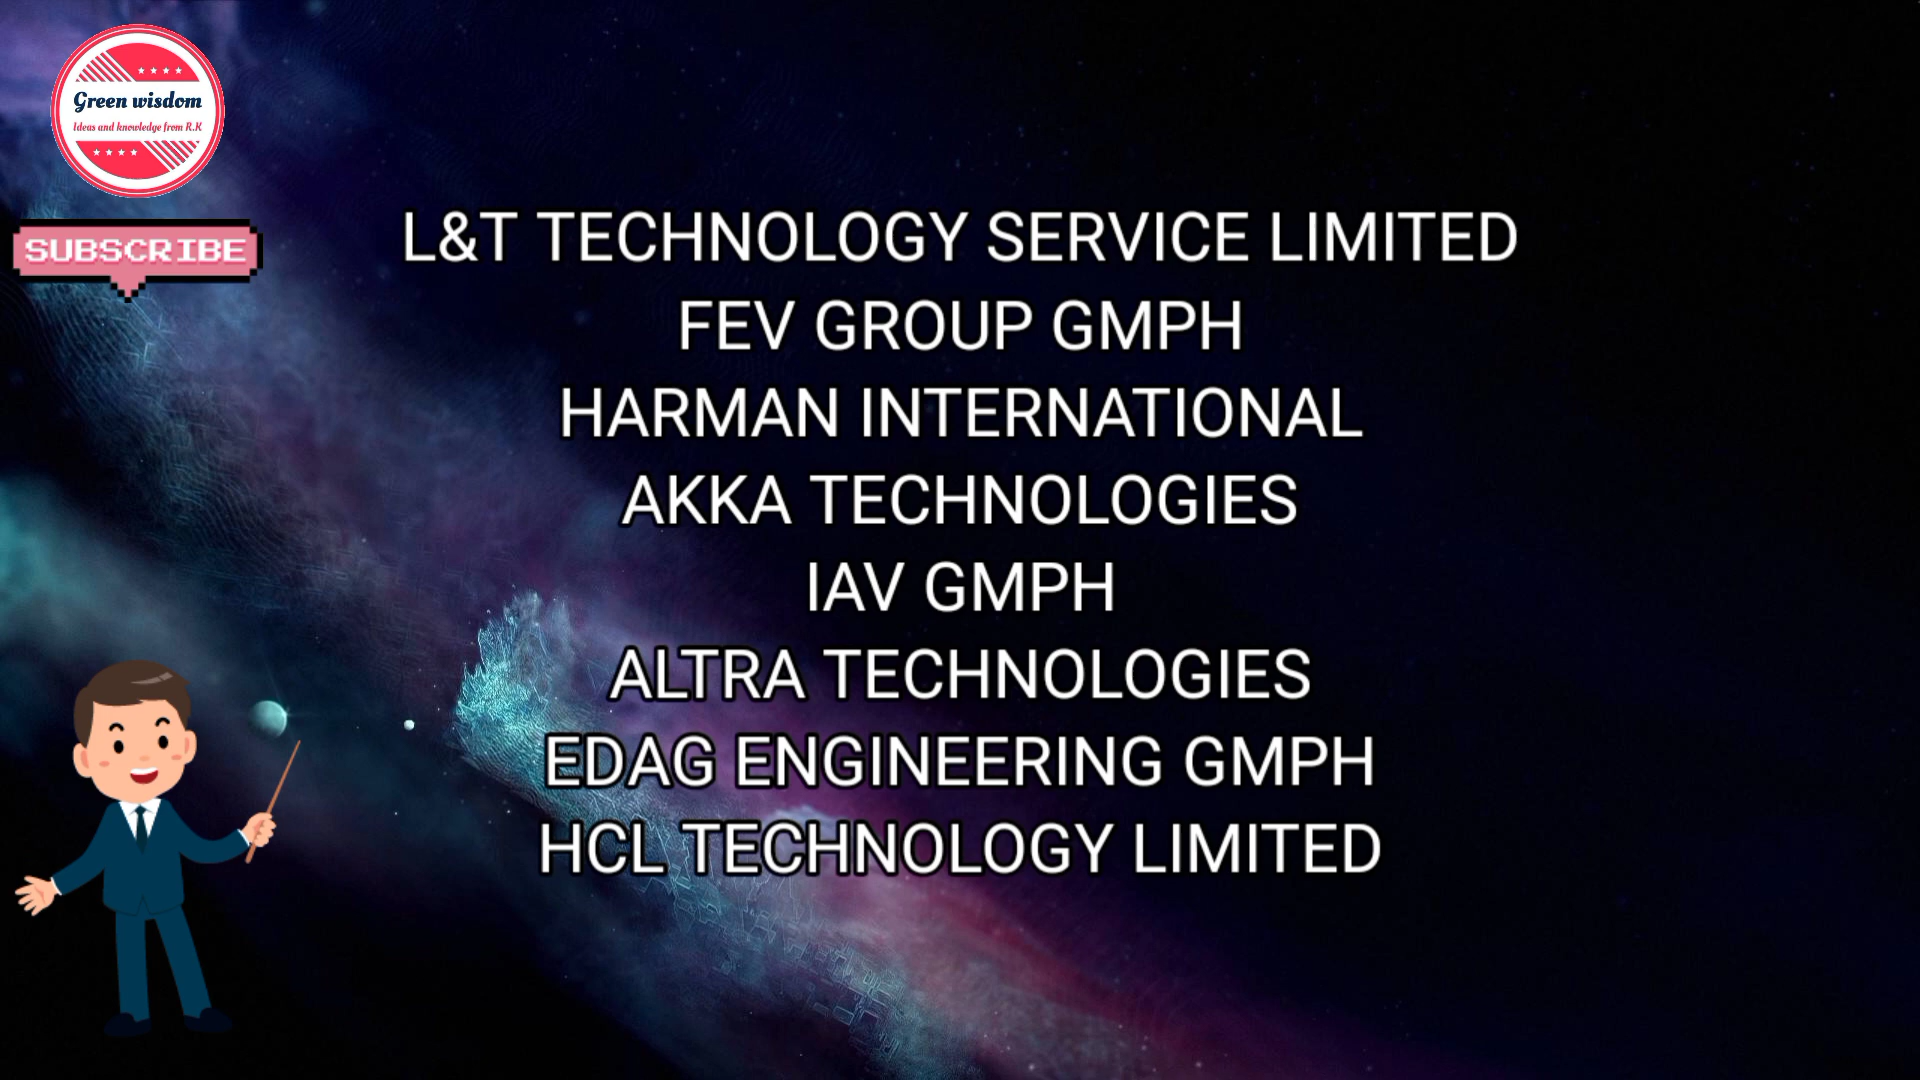 Green wisdom
Ideas and knowledge from R.K
SUBSCRIBE
L&T TECHNOLOGY SERVICE LIMITED
FEV GROUP GMPH
HARMAN INTERNATIONAL
AKKA TECHNOLOGIES
IAV GMPH
ALTRA TECHNOLOGIES
EDAG ENGINEERING GMPH
HCL TECHNOLOGY LIMITED